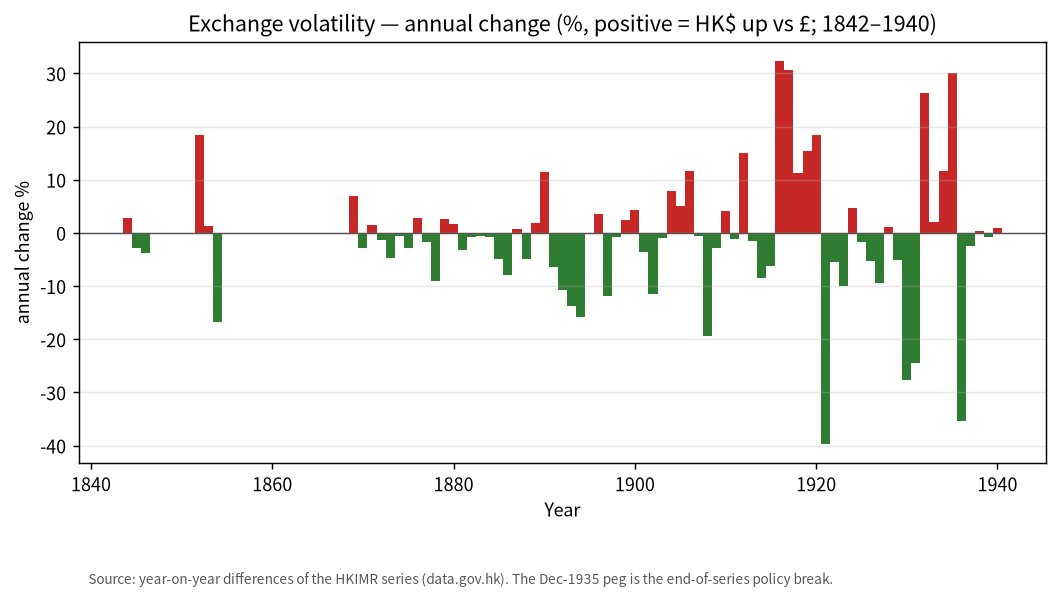 Exchange volatility — annual change (%, positive = HK$ up vs £; 1842–1940)
annual change %
30
20
10
0
-10
-20
-30
-40
1840 1860 1880 1900 1920 1940
Year
Source: year-on-year differences of the HKIMR series (data.gov.hk). The Dec-1935 peg is the end-of-series policy break.